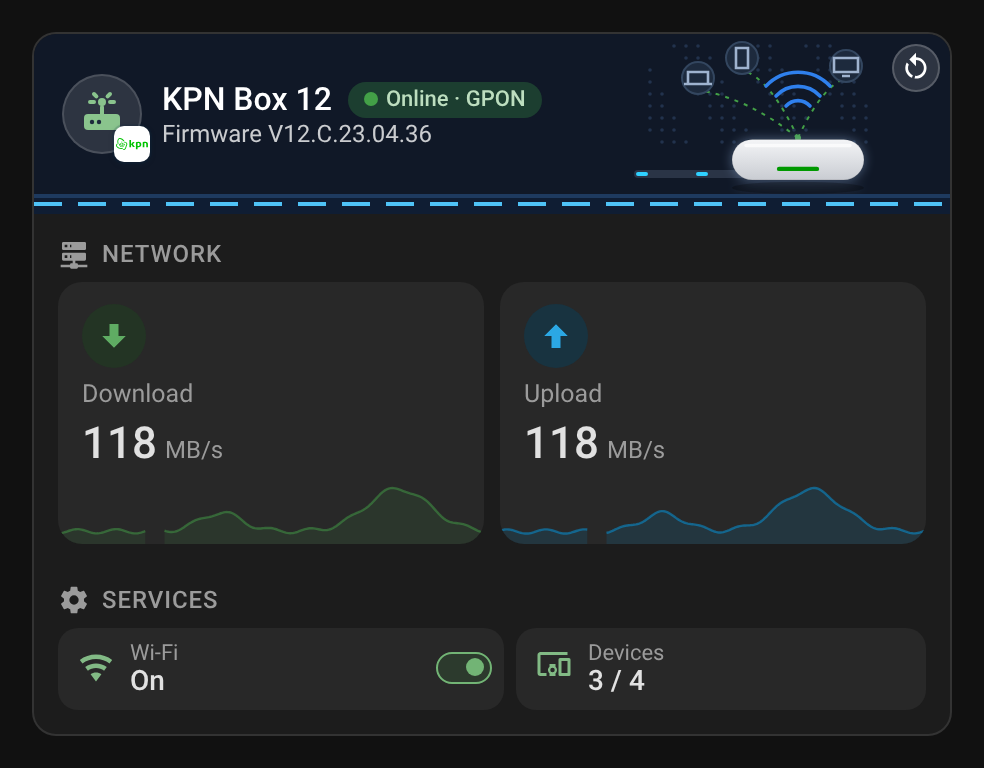 KPN Box 12
Online · GPON
Firmware V12.C.23.04.36
kpn
NETWORK
Download
118 MB/s
Upload
118 MB/s
SERVICES
Wi-Fi
On
Devices
3 / 4